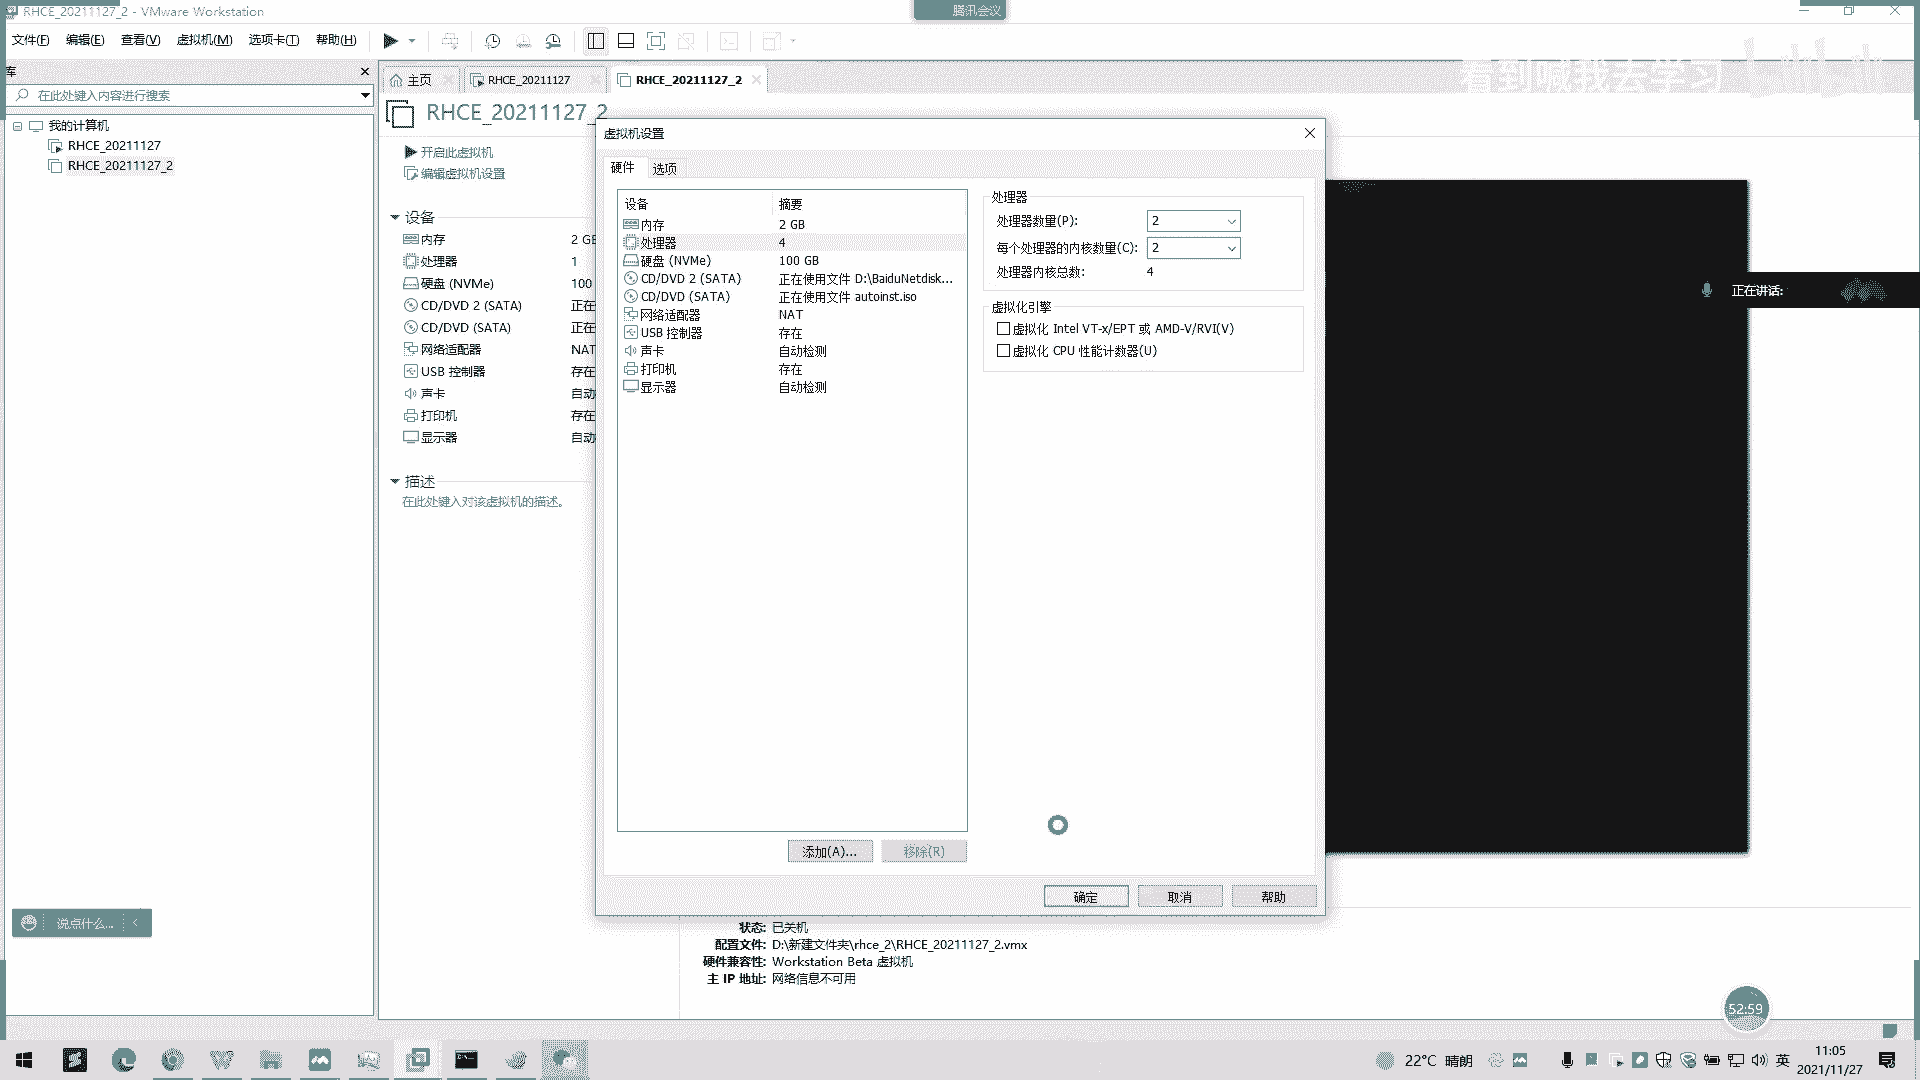 RHCE_20211127_2 - VMware Workstation
腾讯会议
文件(F) 编辑(E) 查看(V) 虚拟机(M) 选项卡(T) 帮助(H)
看到喊我去学习
库
在此处键入内容进行搜索
我的计算机
RHCE_20211127
RHCE_20211127_2
主页 RHCE_20211127 RHCE_20211127_2
RHCE_20211127_2
开启此虚拟机
编辑虚拟机设置
设备
内存 2 GB
处理器 1
硬盘 (NVMe) 100
CD/DVD 2 (SATA) 正在
CD/DVD (SATA) 正在
网络适配器 NAT
USB 控制器 存在
声卡 自动
打印机 存在
显示器 自动
描述
在此处键入对该虚拟机的描述。
虚拟机设置
硬件 选项
设备 摘要
内存 2 GB
处理器 4
硬盘 (NVMe) 100 GB
CD/DVD 2 (SATA) 正在使用文件 D:\BaiduNetdisk...
CD/DVD (SATA) 正在使用文件 autoinst.iso
网络适配器 NAT
USB 控制器 存在
声卡 自动检测
打印机 存在
显示器 自动检测
添加(A)... 移除(R)
处理器
处理器数量(P): 2
每个处理器的内核数量(C): 2
处理器内核总数: 4
虚拟化引擎
虚拟化 Intel VT-x/EPT 或 AMD-V/RVI(V)
虚拟化 CPU 性能计数器(U)
确定 取消 帮助
正在讲话:
说点什么...
状态: 已关机
配置文件: D:\新建文件夹\rhce_2\RHCE_20211127_2.vmx
硬件兼容性: Workstation Beta 虚拟机
主 IP 地址: 网络信息不可用
52:59
22°C 晴朗
英
11:05
2021/11/27